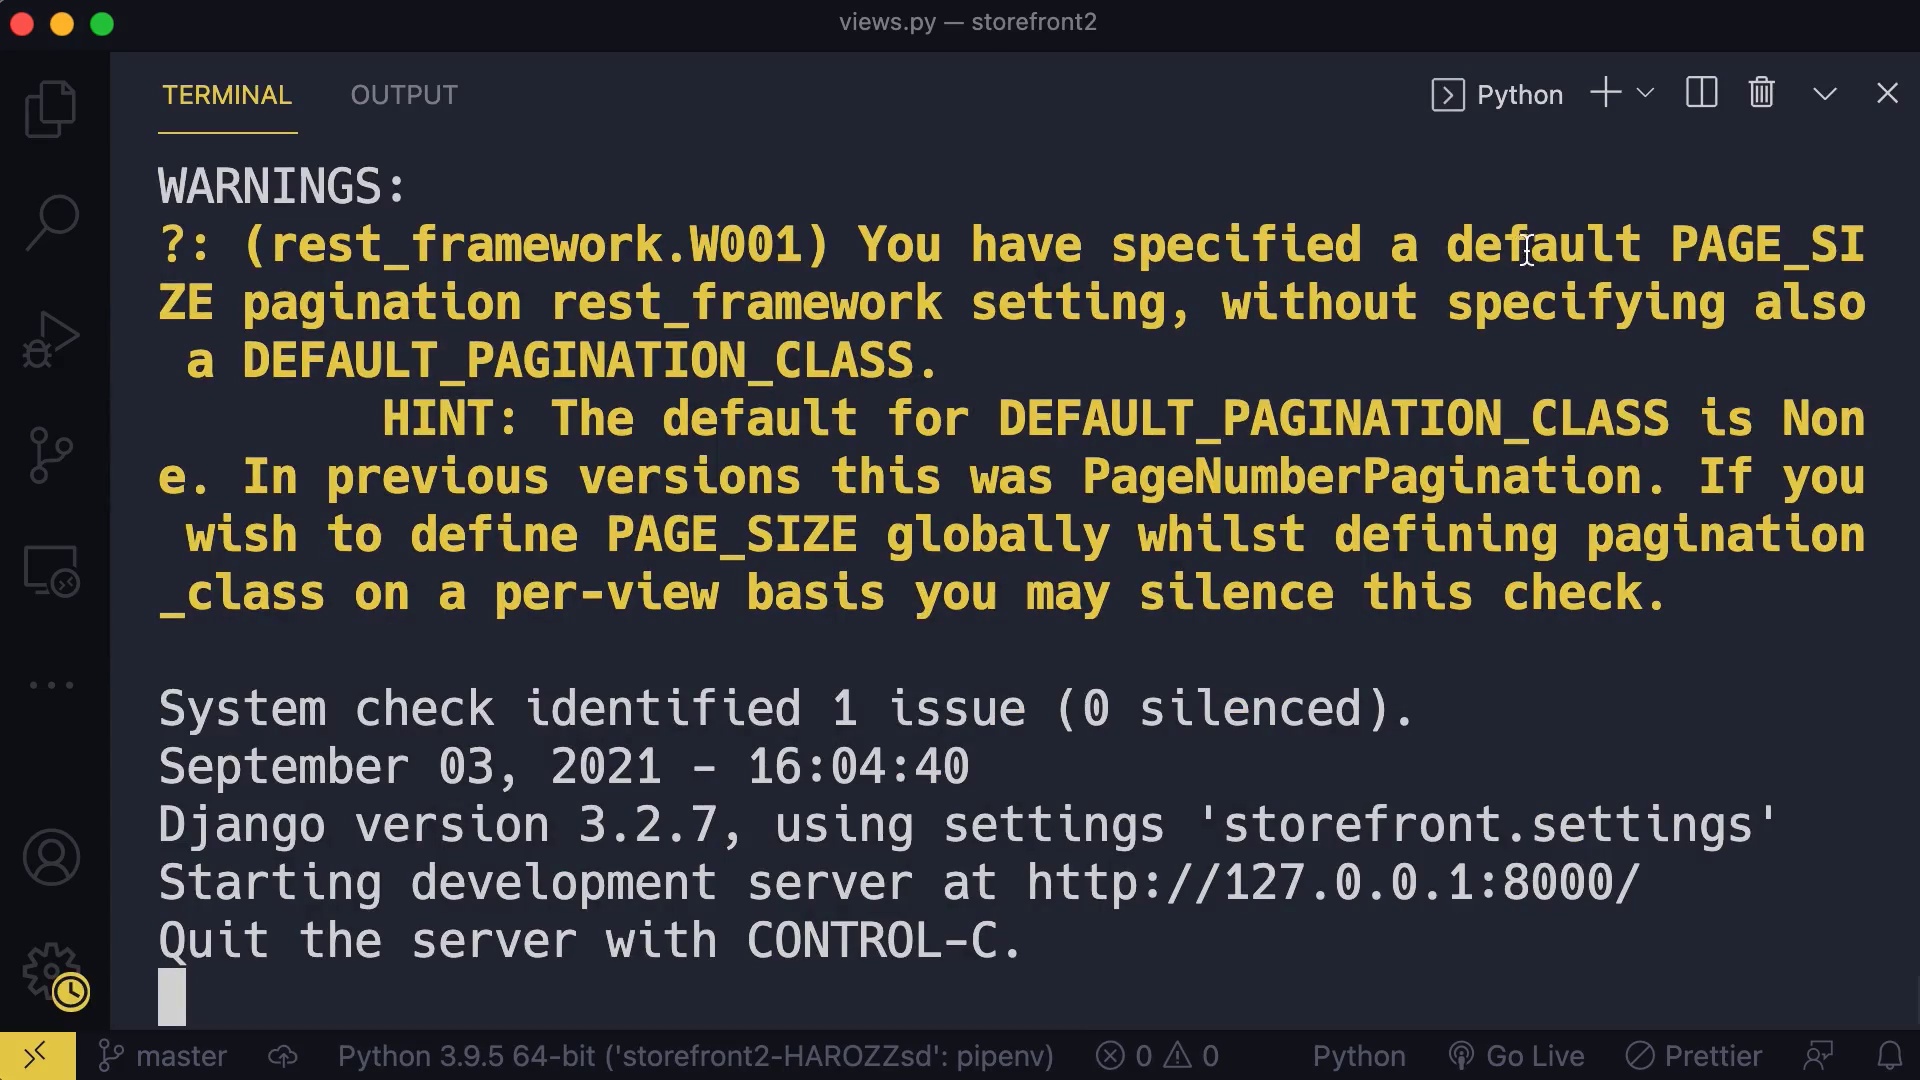 views.py — storefront2
TERMINAL OUTPUT Python
WARNINGS:
?: (rest_framework.W001) You have specified a default PAGE_SI
ZE pagination rest_framework setting, without specifying also
a DEFAULT_PAGINATION_CLASS.
HINT: The default for DEFAULT_PAGINATION_CLASS is Non
e. In previous versions this was PageNumberPagination. If you
wish to define PAGE_SIZE globally whilst defining pagination
_class on a per-view basis you may silence this check.
System check identified 1 issue (0 silenced).
September 03, 2021 - 16:04:40
Django version 3.2.7, using settings 'storefront.settings'
Starting development server at http://127.0.0.1:8000/
Quit the server with CONTROL-C.
master Python 3.9.5 64-bit ('storefront2-HAROZZsd': pipenv) 0 0 Python Go Live Prettier